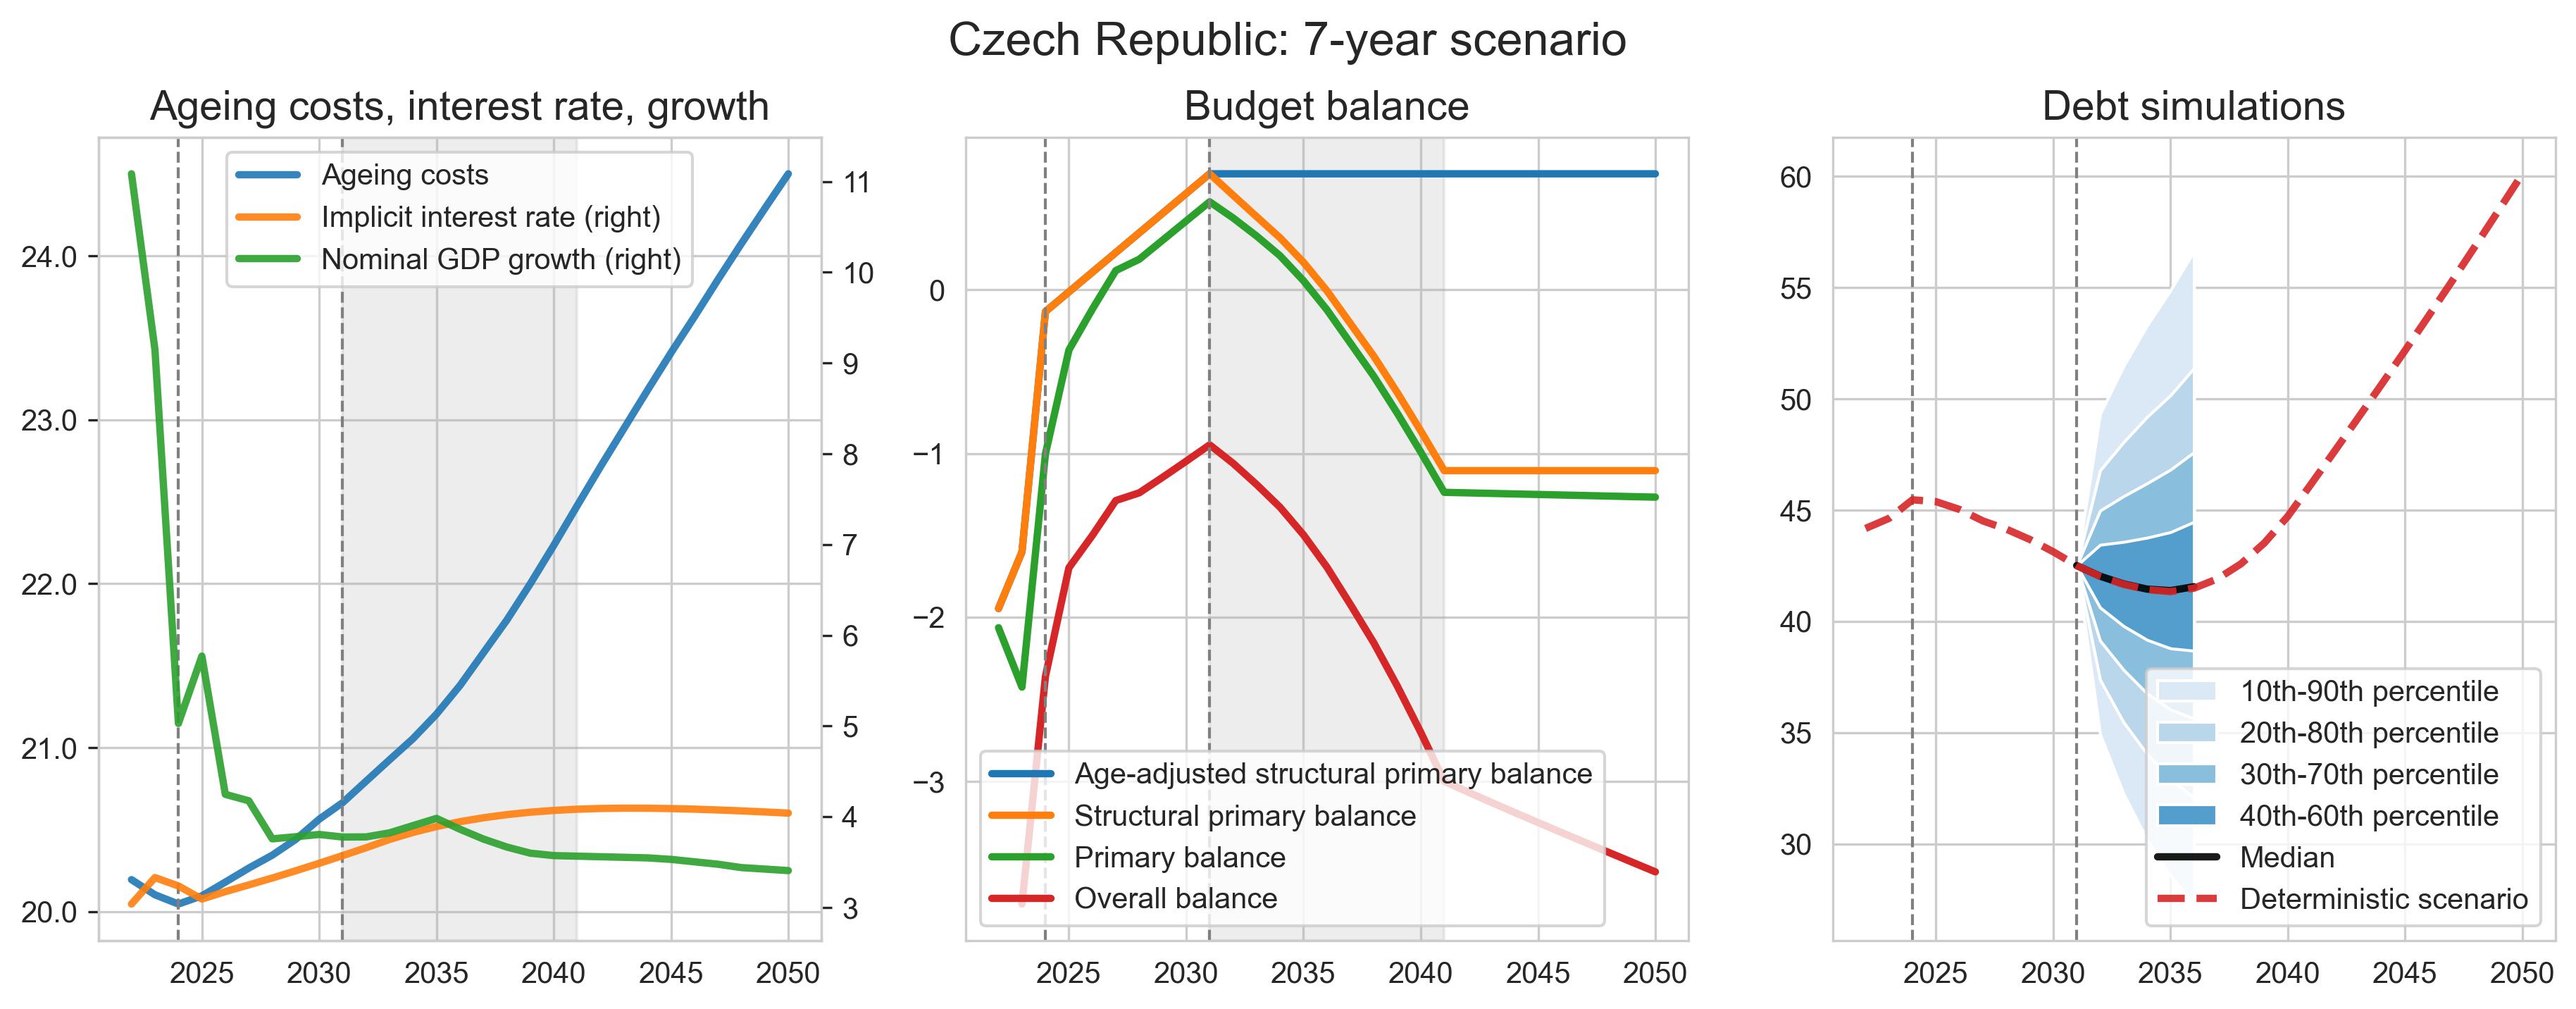 Czech Republic: 7-year scenario
Ageing costs, interest rate, growth
Ageing costs
Implicit interest rate (right)
Nominal GDP growth (right)
24.0
23.0
22.0
21.0
20.0
11
10
9
8
7
6
5
4
3
2025 2030 2035 2040 2045 2050
Budget balance
0
−1
−2
−3
Age-adjusted structural primary balance
Structural primary balance
Primary balance
Overall balance
2025 2030 2035 2040 2045 2050
Debt simulations
60
55
50
45
40
35
30
10th-90th percentile
20th-80th percentile
30th-70th percentile
40th-60th percentile
Median
Deterministic scenario
2025 2030 2035 2040 2045 2050